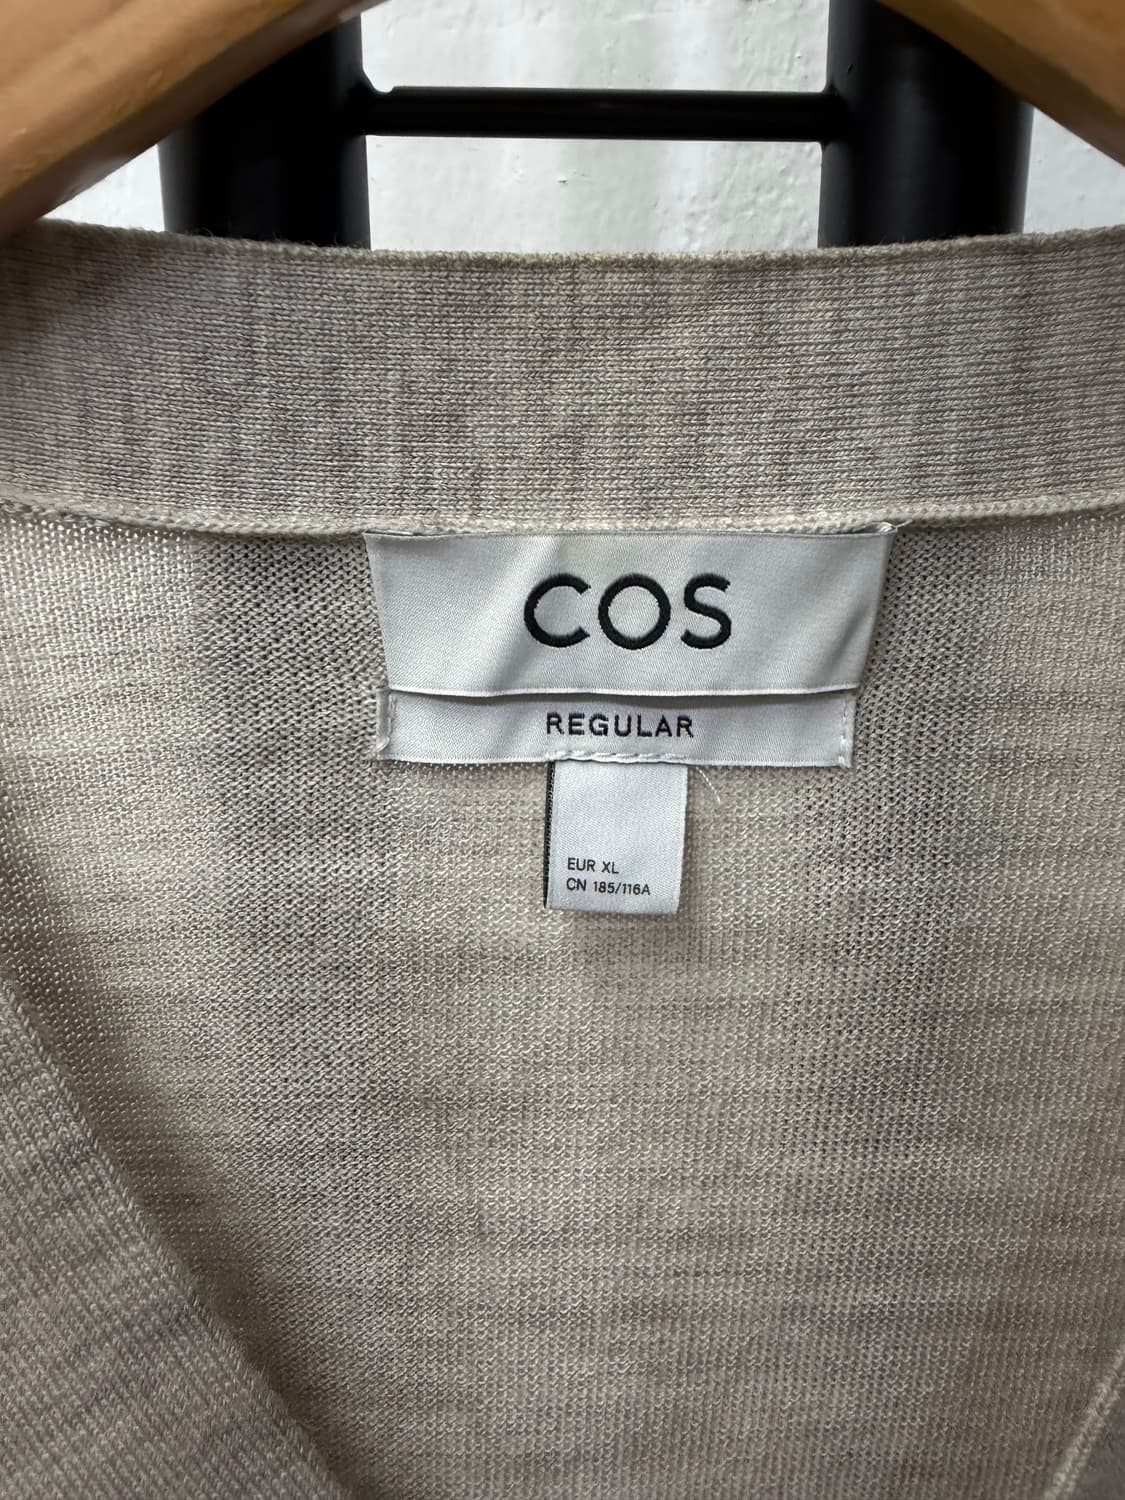 COS
REGULAR
EUR XL
CN 185/116A